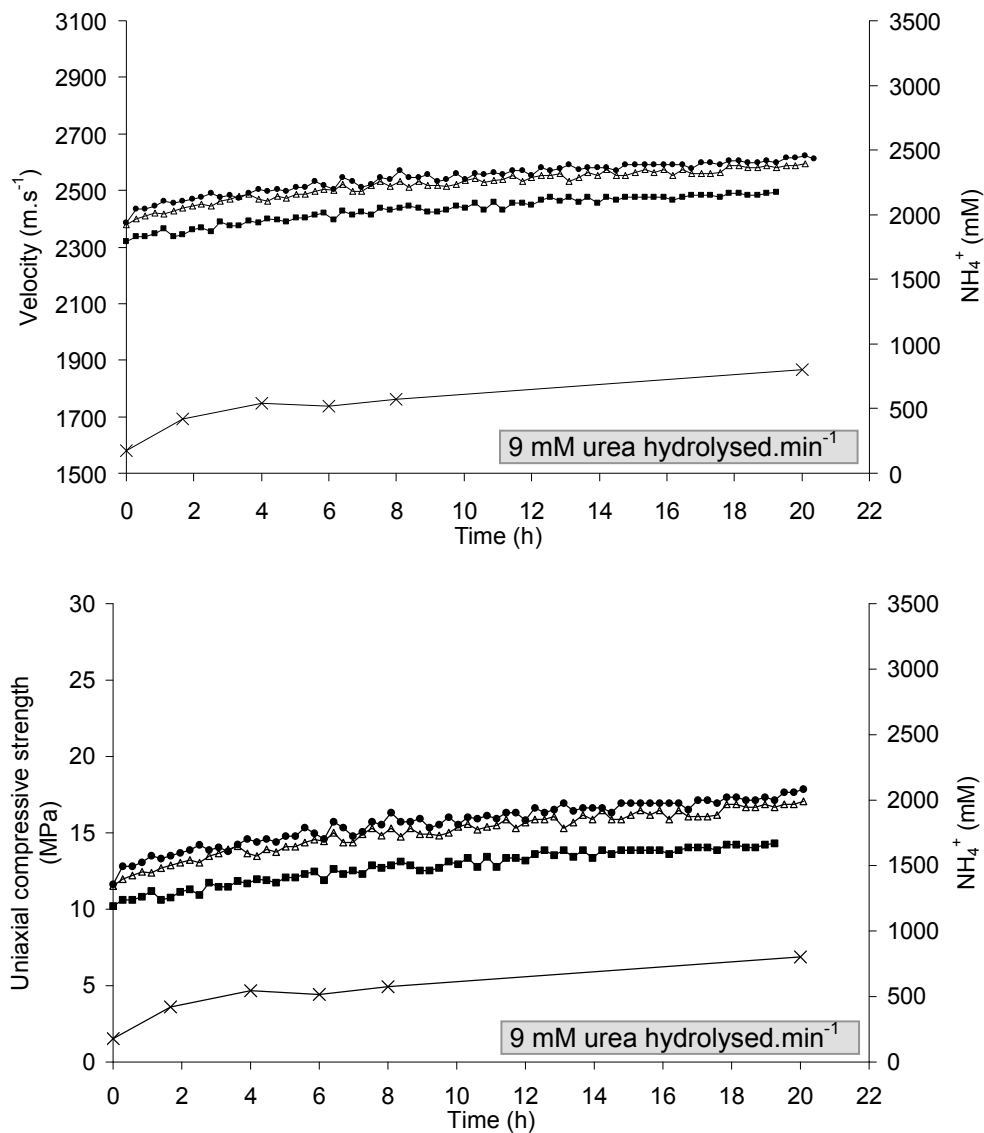 3100
2900
2700
2500
2300
2100
1900
1700
1500
Velocity (m.s⁻¹)
3500
3000
2500
2000
1500
1000
500
0
NH₄⁺ (mM)
9 mM urea hydrolysed.min⁻¹
0 2 4 6 8 10 12 14 16 18 20 22
Time (h)
30
25
20
15
10
5
0
Uniaxial compressive strength
(MPa)
3500
3000
2500
2000
1500
1000
500
0
NH₄⁺ (mM)
9 mM urea hydrolysed.min⁻¹
0 2 4 6 8 10 12 14 16 18 20 22
Time (h)